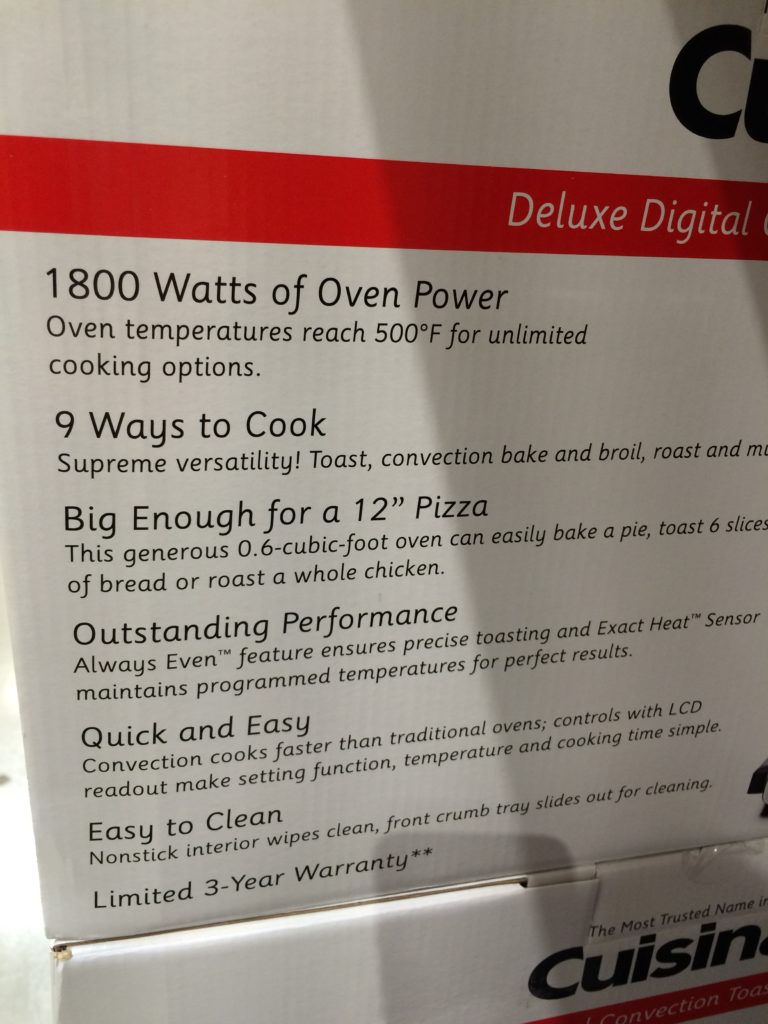 Deluxe Digital
1800 Watts of Oven Power
Oven temperatures reach 500°F for unlimited
cooking options.
9 Ways to Cook
Supreme versatility! Toast, convection bake and broil, roast and
Big Enough for a 12” Pizza
This generous 0.6-cubic-foot oven can easily bake a pie, toast 6 slices
of bread or roast a whole chicken.
Outstanding Performance
Always Even™ feature ensures precise toasting and Exact Heat™ Sensor
maintains programmed temperatures for perfect results.
Quick and Easy
Convection cooks faster than traditional ovens; controls with LCD
readout make setting function, temperature and cooking time simple.
Easy to Clean
Nonstick interior wipes clean, front crumb tray slides out for cleaning.
Limited 3-Year Warranty**
The Most Trusted Name in
Cuisin
Convection Toas